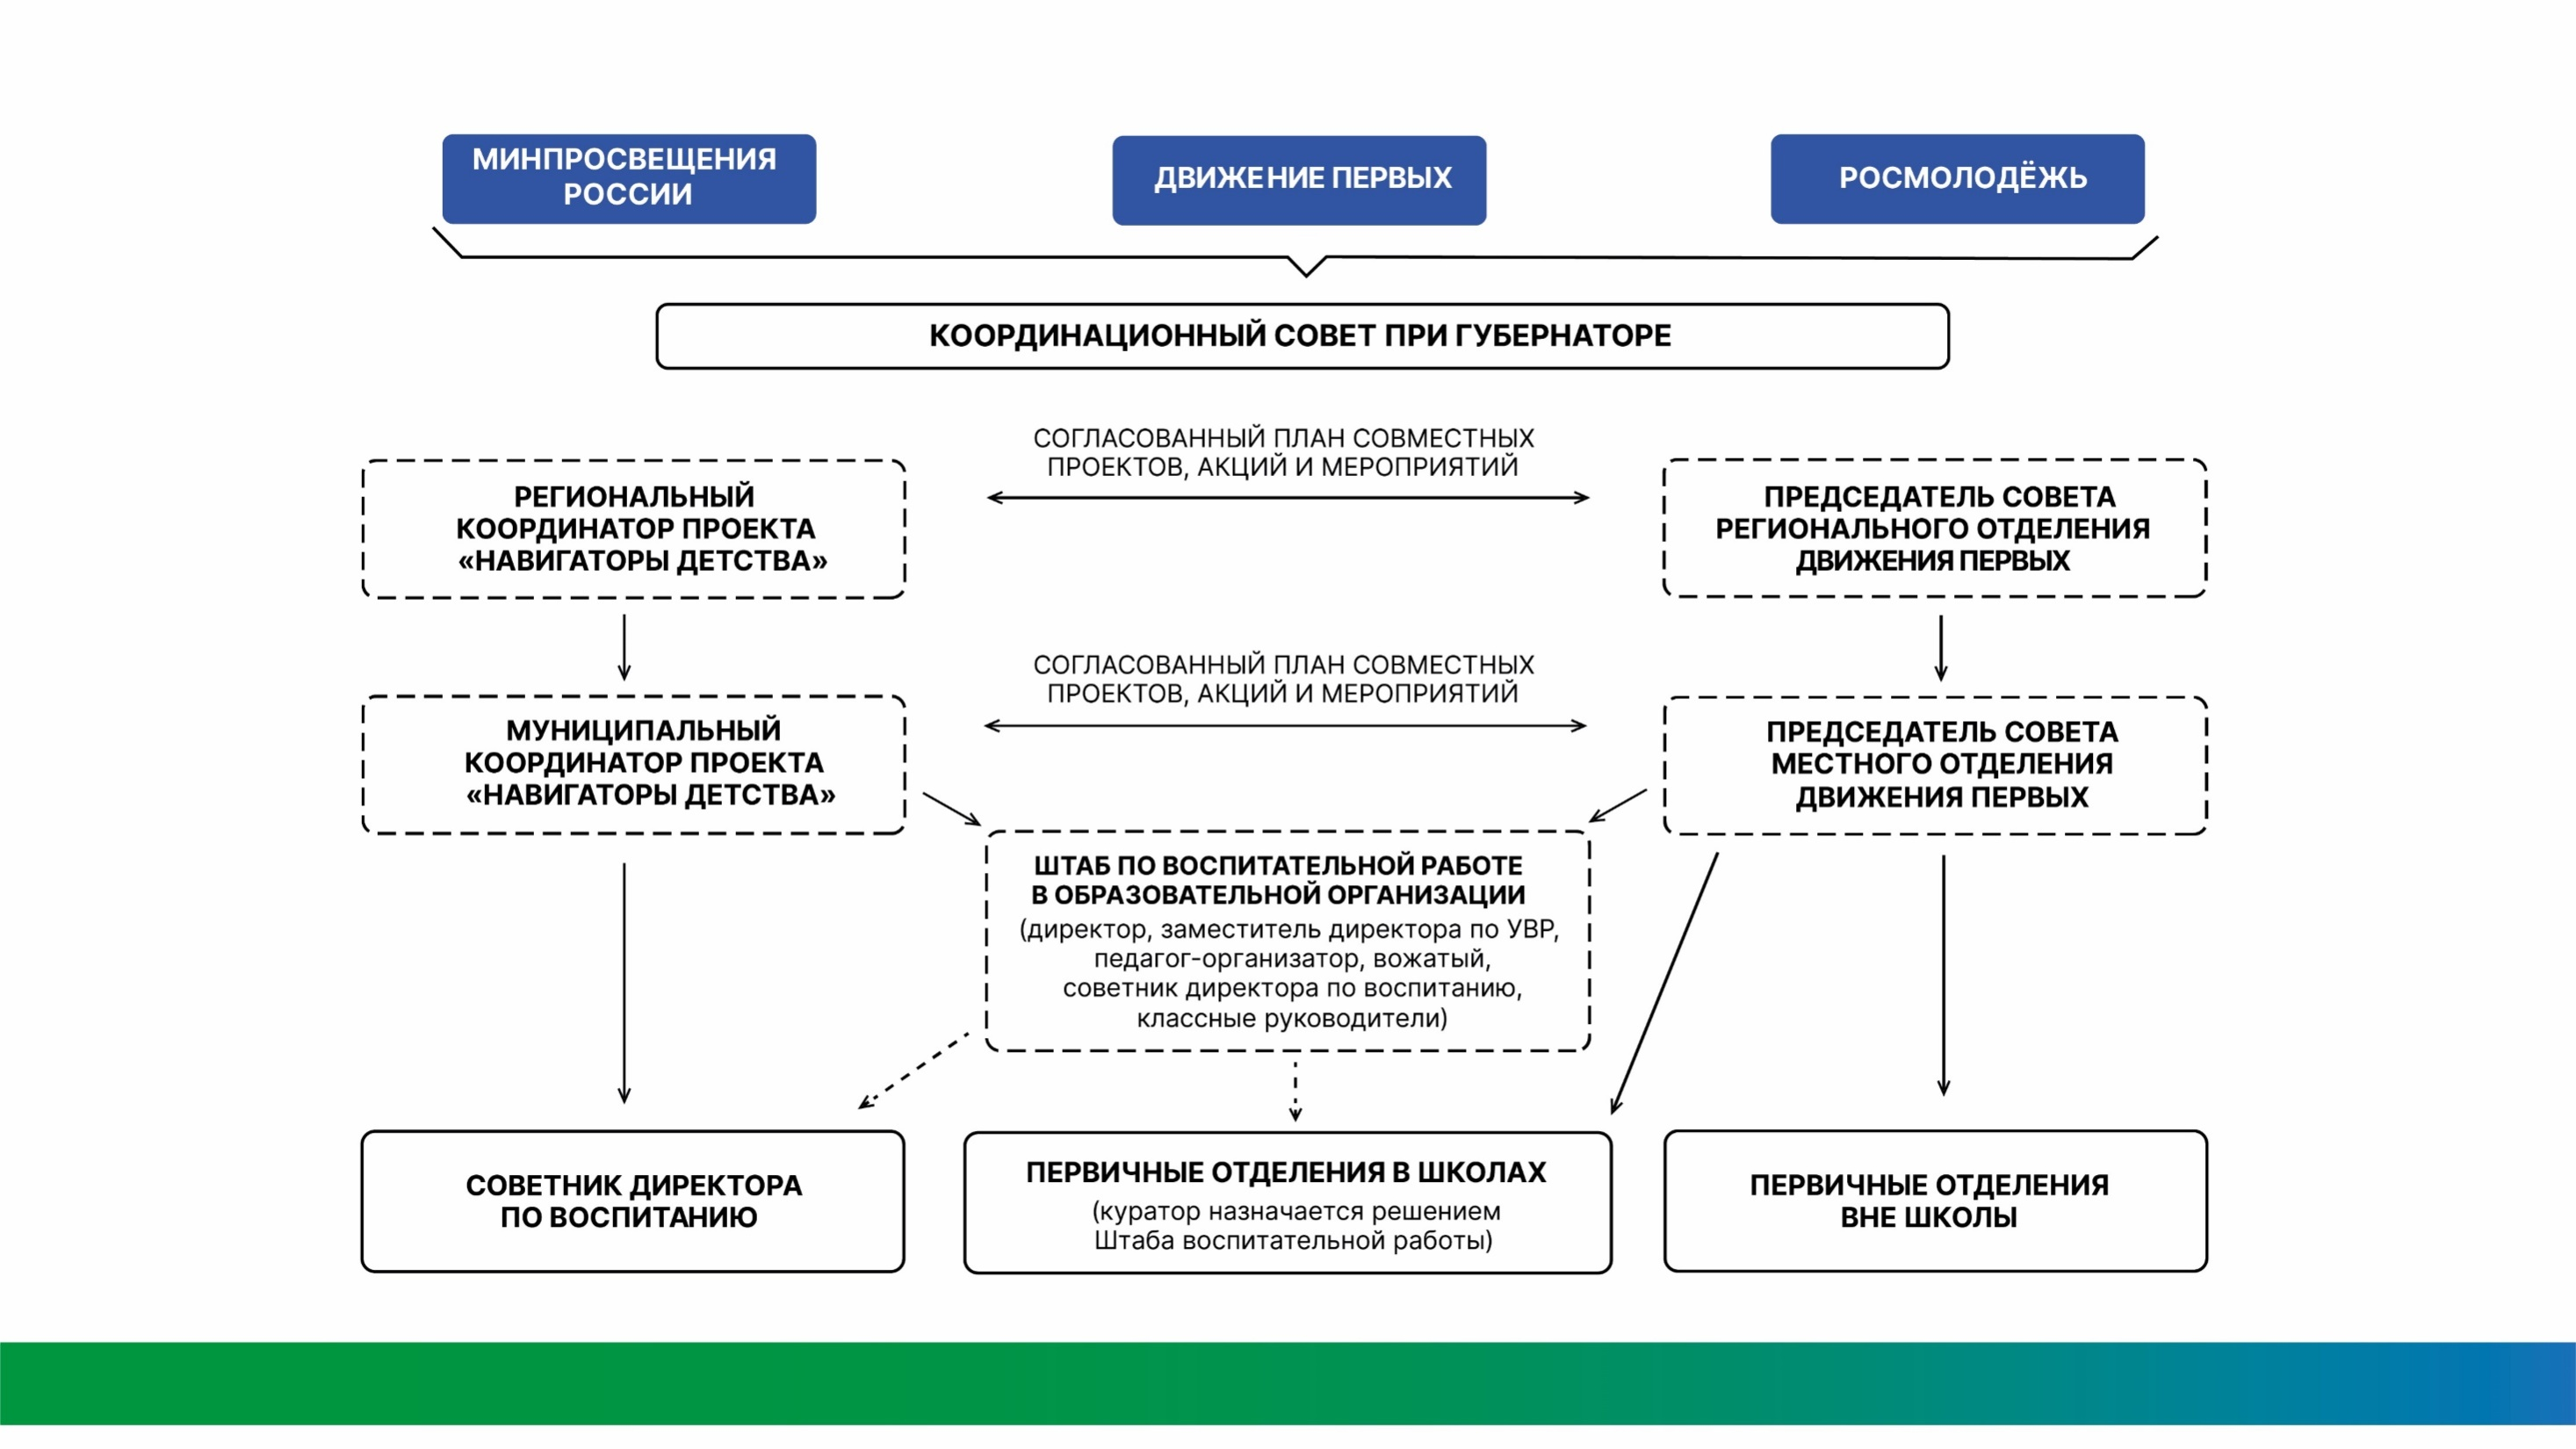 МИНПРОСВЕЩЕНИЯ
РОССИИ
ДВИЖЕНИЕ ПЕРВЫХ
РОСМОЛОДЁЖЬ
КООРДИНАЦИОННЫЙ СОВЕТ ПРИ ГУБЕРНАТОРЕ
СОГЛАСОВАННЫЙ ПЛАН СОВМЕСТНЫХ
ПРОЕКТОВ, АКЦИЙ И МЕРОПРИЯТИЙ
РЕГИОНАЛЬНЫЙ
КООРДИНАТОР ПРОЕКТА
«НАВИГАТОРЫ ДЕТСТВА»
ПРЕДСЕДАТЕЛЬ СОВЕТА
РЕГИОНАЛЬНОГО ОТДЕЛЕНИЯ
ДВИЖЕНИЯ ПЕРВЫХ
СОГЛАСОВАННЫЙ ПЛАН СОВМЕСТНЫХ
ПРОЕКТОВ, АКЦИЙ И МЕРОПРИЯТИЙ
МУНИЦИПАЛЬНЫЙ
КООРДИНАТОР ПРОЕКТА
«НАВИГАТОРЫ ДЕТСТВА»
ПРЕДСЕДАТЕЛЬ СОВЕТА
МЕСТНОГО ОТДЕЛЕНИЯ
ДВИЖЕНИЯ ПЕРВЫХ
ШТАБ ПО ВОСПИТАТЕЛЬНОЙ РАБОТЕ
В ОБРАЗОВАТЕЛЬНОЙ ОРГАНИЗАЦИИ
(директор, заместитель директора по УВР,
педагог-организатор, вожатый,
советник директора по воспитанию,
классные руководители)
СОВЕТНИК ДИРЕКТОРА
ПО ВОСПИТАНИЮ
ПЕРВИЧНЫЕ ОТДЕЛЕНИЯ В ШКОЛАХ
(куратор назначается решением
Штаба воспитательной работы)
ПЕРВИЧНЫЕ ОТДЕЛЕНИЯ
ВНЕ ШКОЛЫ